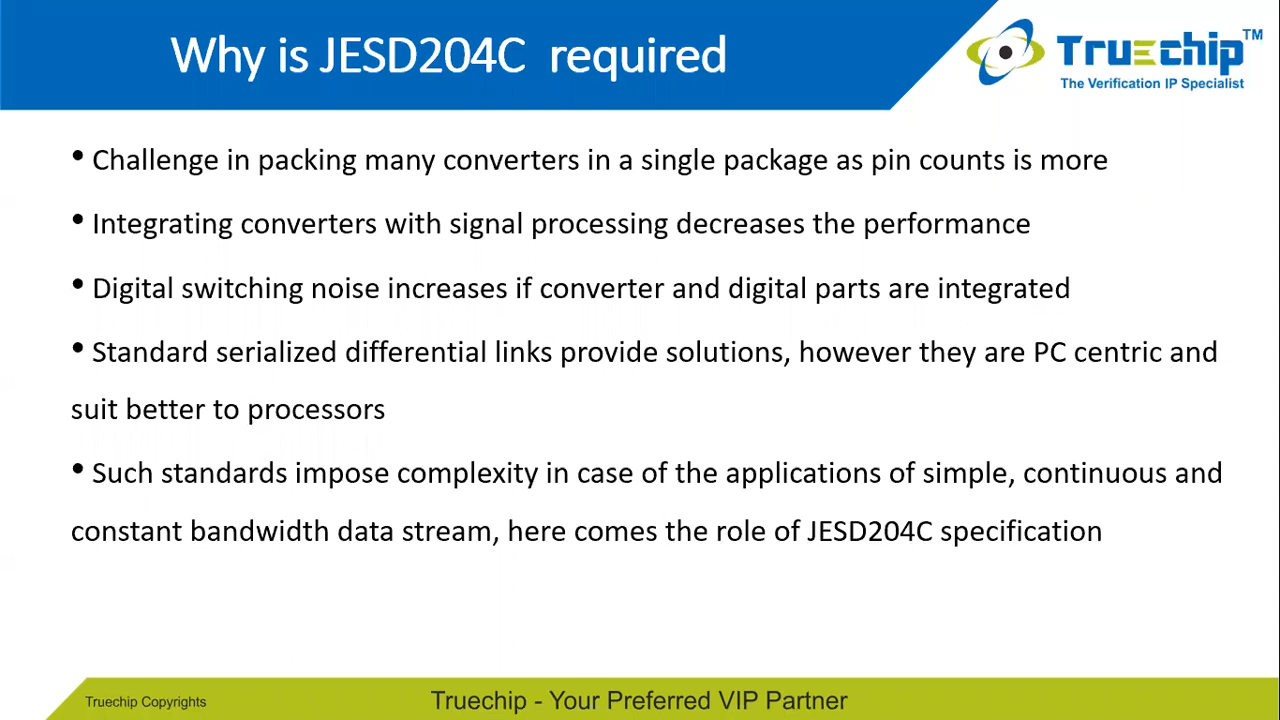 Why is JESD204C required
Truechip™
The Verification IP Specialist
• Challenge in packing many converters in a single package as pin counts is more
• Integrating converters with signal processing decreases the performance
• Digital switching noise increases if converter and digital parts are integrated
• Standard serialized differential links provide solutions, however they are PC centric and
suit better to processors
• Such standards impose complexity in case of the applications of simple, continuous and
constant bandwidth data stream, here comes the role of JESD204C specification
Truechip Copyrights
Truechip - Your Preferred VIP Partner